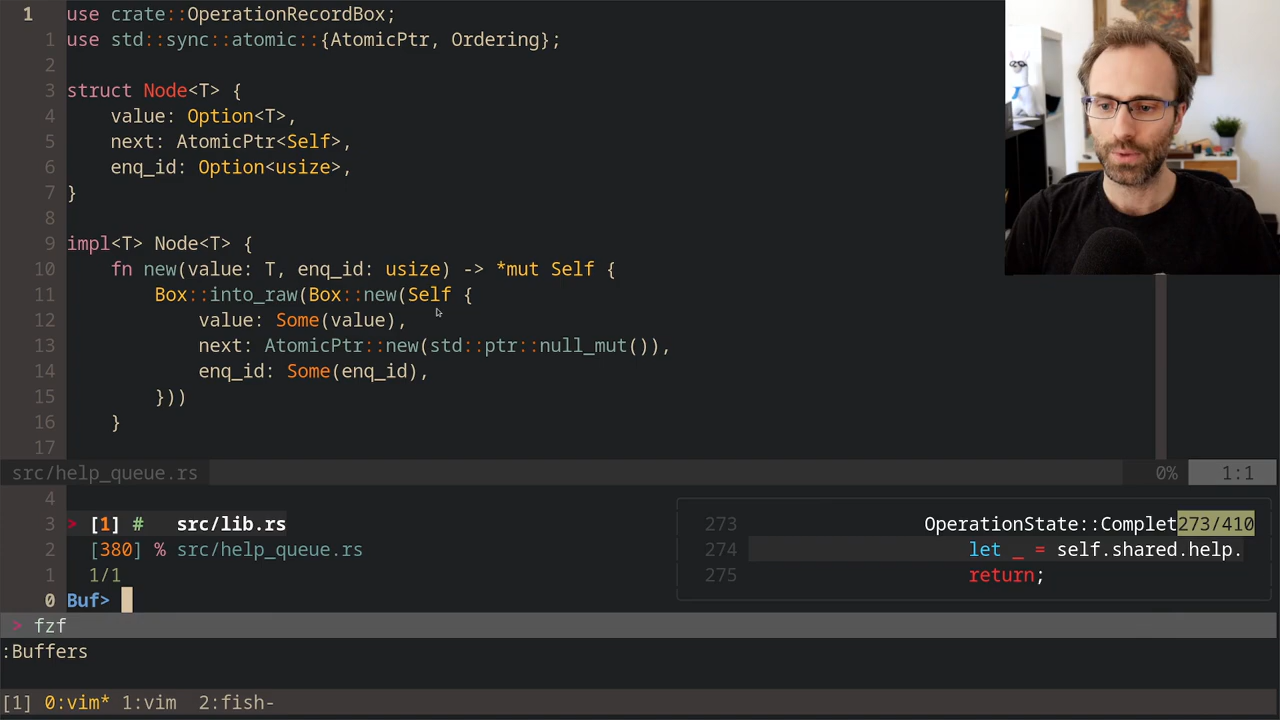 1 use crate::OperationRecordBox;
1 use std::sync::atomic::{AtomicPtr, Ordering};
2
3 struct Node<T> {
4     value: Option<T>,
5     next: AtomicPtr<Self>,
6     enq_id: Option<usize>,
7 }
8
9 impl<T> Node<T> {
10     fn new(value: T, enq_id: usize) -> *mut Self {
11         Box::into_raw(Box::new(Self {
12             value: Some(value),
13             next: AtomicPtr::new(std::ptr::null_mut()),
14             enq_id: Some(enq_id),
15         }))
16     }
17
src/help_queue.rs 0% 1:1
4
3 > [1] #   src/lib.rs
2   [380] % src/help_queue.rs
1   1/1
0 Buf>
273 OperationState::Complet273/410
274 let _ = self.shared.help.
275 return;
> fzf
:Buffers
[1] 0:vim* 1:vim  2:fish-